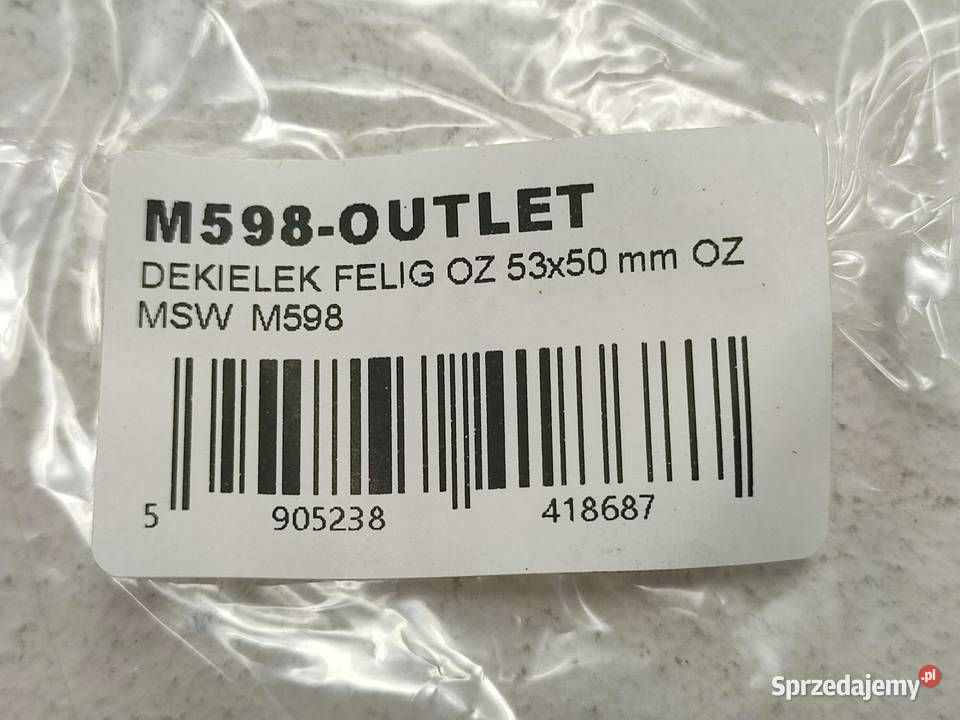 M598-OUTLET
DEKIELEK FELIG OZ 53x50 mm OZ
MSW M598
5 905238 418687
Sprzedajemy.pl